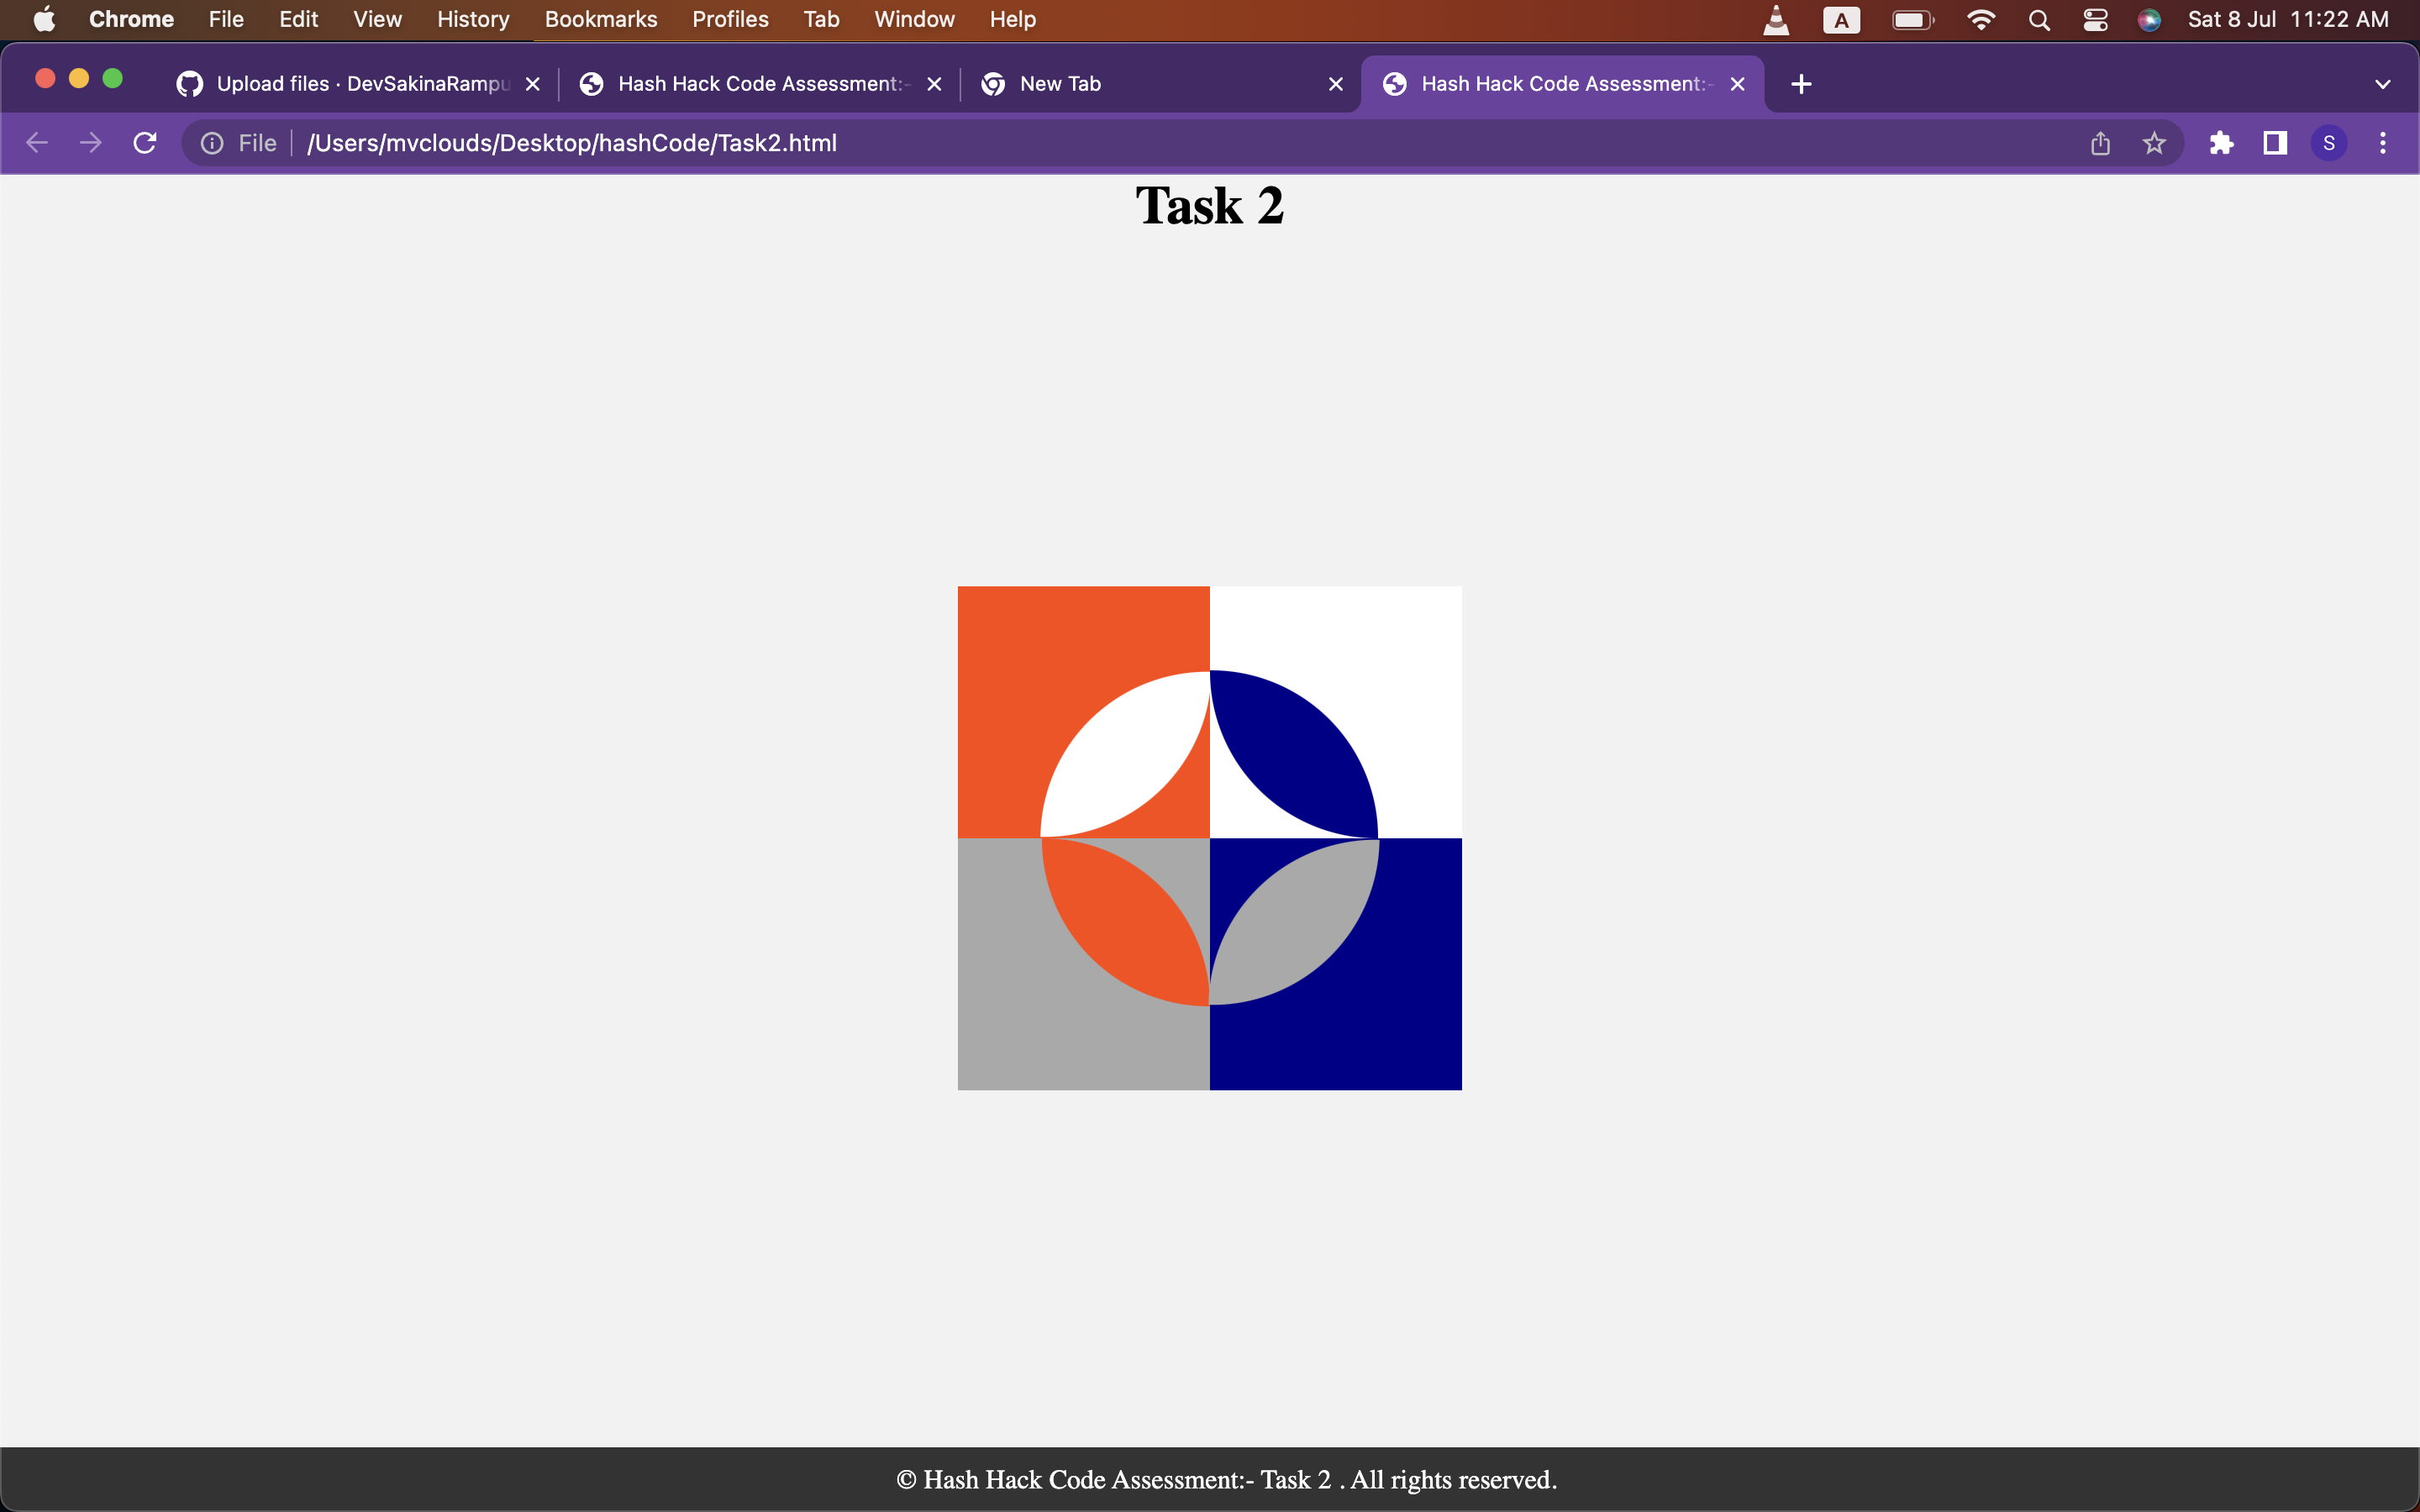 Chrome File Edit View History Bookmarks Profiles Tab Window Help A Sat 8 Jul 11:22 AM
Upload files · DevSakinaRampu Hash Hack Code Assessment:- New Tab Hash Hack Code Assessment:-
File /Users/mvclouds/Desktop/hashCode/Task2.html S
Task 2
© Hash Hack Code Assessment:- Task 2 . All rights reserved.